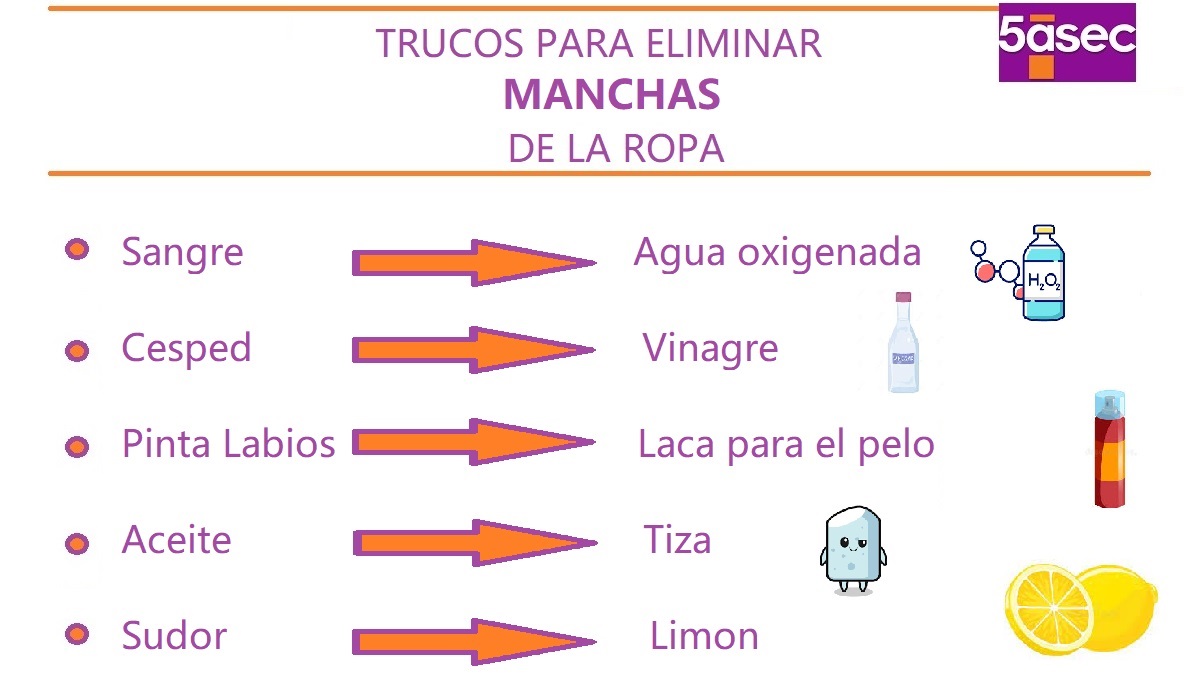 5àsec
TRUCOS PARA ELIMINAR
MANCHAS
DE LA ROPA
Sangre Agua oxigenada
H₂O₂
Cesped Vinagre
Pinta Labios Laca para el pelo
Aceite Tiza
Sudor Limon